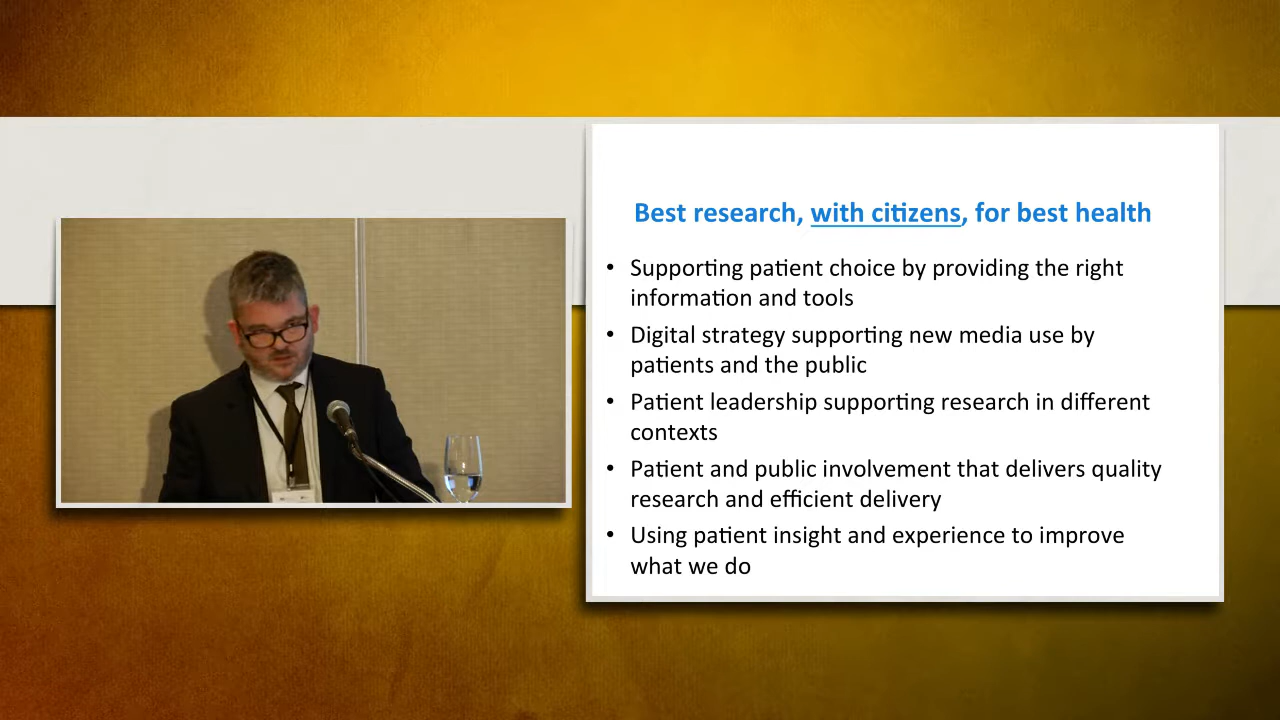 Best research, with citizens, for best health
• Supporting patient choice by providing the right
information and tools
• Digital strategy supporting new media use by
patients and the public
• Patient leadership supporting research in different
contexts
• Patient and public involvement that delivers quality
research and efficient delivery
• Using patient insight and experience to improve
what we do